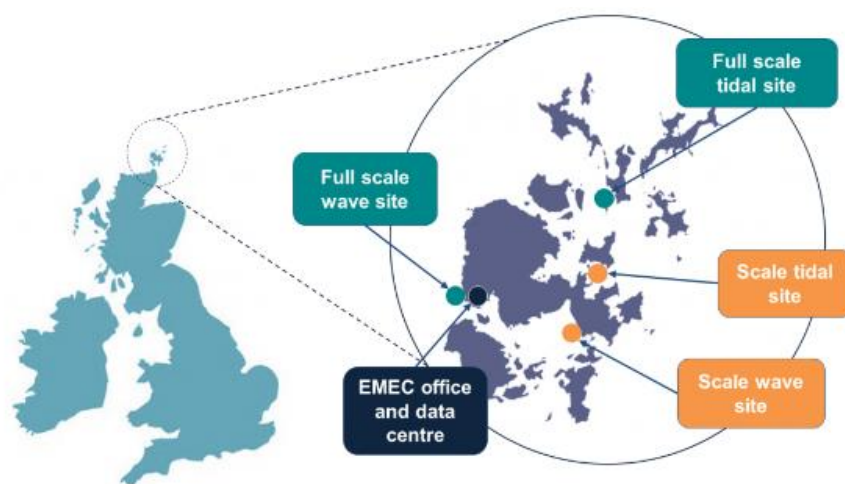 Full scale
tidal site
Full scale
wave site
Scale tidal
site
EMEC office
and data
centre
Scale wave
site